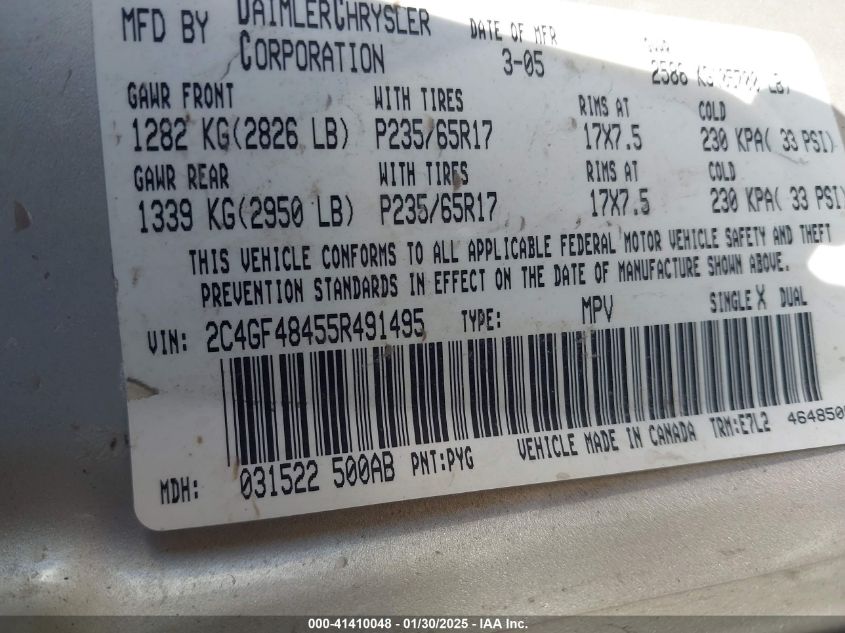 MFD BY DAIMLERCHRYSLER CORPORATION DATE OF MFR 3-05 GVWR 2586 KG
GAWR FRONT WITH TIRES RIMS AT COLD
1282 KG(2826 LB) P235/65R17 17X7.5 230 KPA( 33 PSI)
GAWR REAR WITH TIRES RIMS AT COLD
1339 KG(2950 LB) P235/65R17 17X7.5 230 KPA( 33 PSI)
THIS VEHICLE CONFORMS TO ALL APPLICABLE FEDERAL MOTOR VEHICLE SAFETY AND THEFT
PREVENTION STANDARDS IN EFFECT ON THE DATE OF MANUFACTURE SHOWN ABOVE.
VIN: 2C4GF48455R491495 TYPE: MPV SINGLE X DUAL
MDH: 031522 500AB PNT:PYG VEHICLE MADE IN CANADA TRM:E7L2
000-41410048 - 01/30/2025 - IAA Inc.